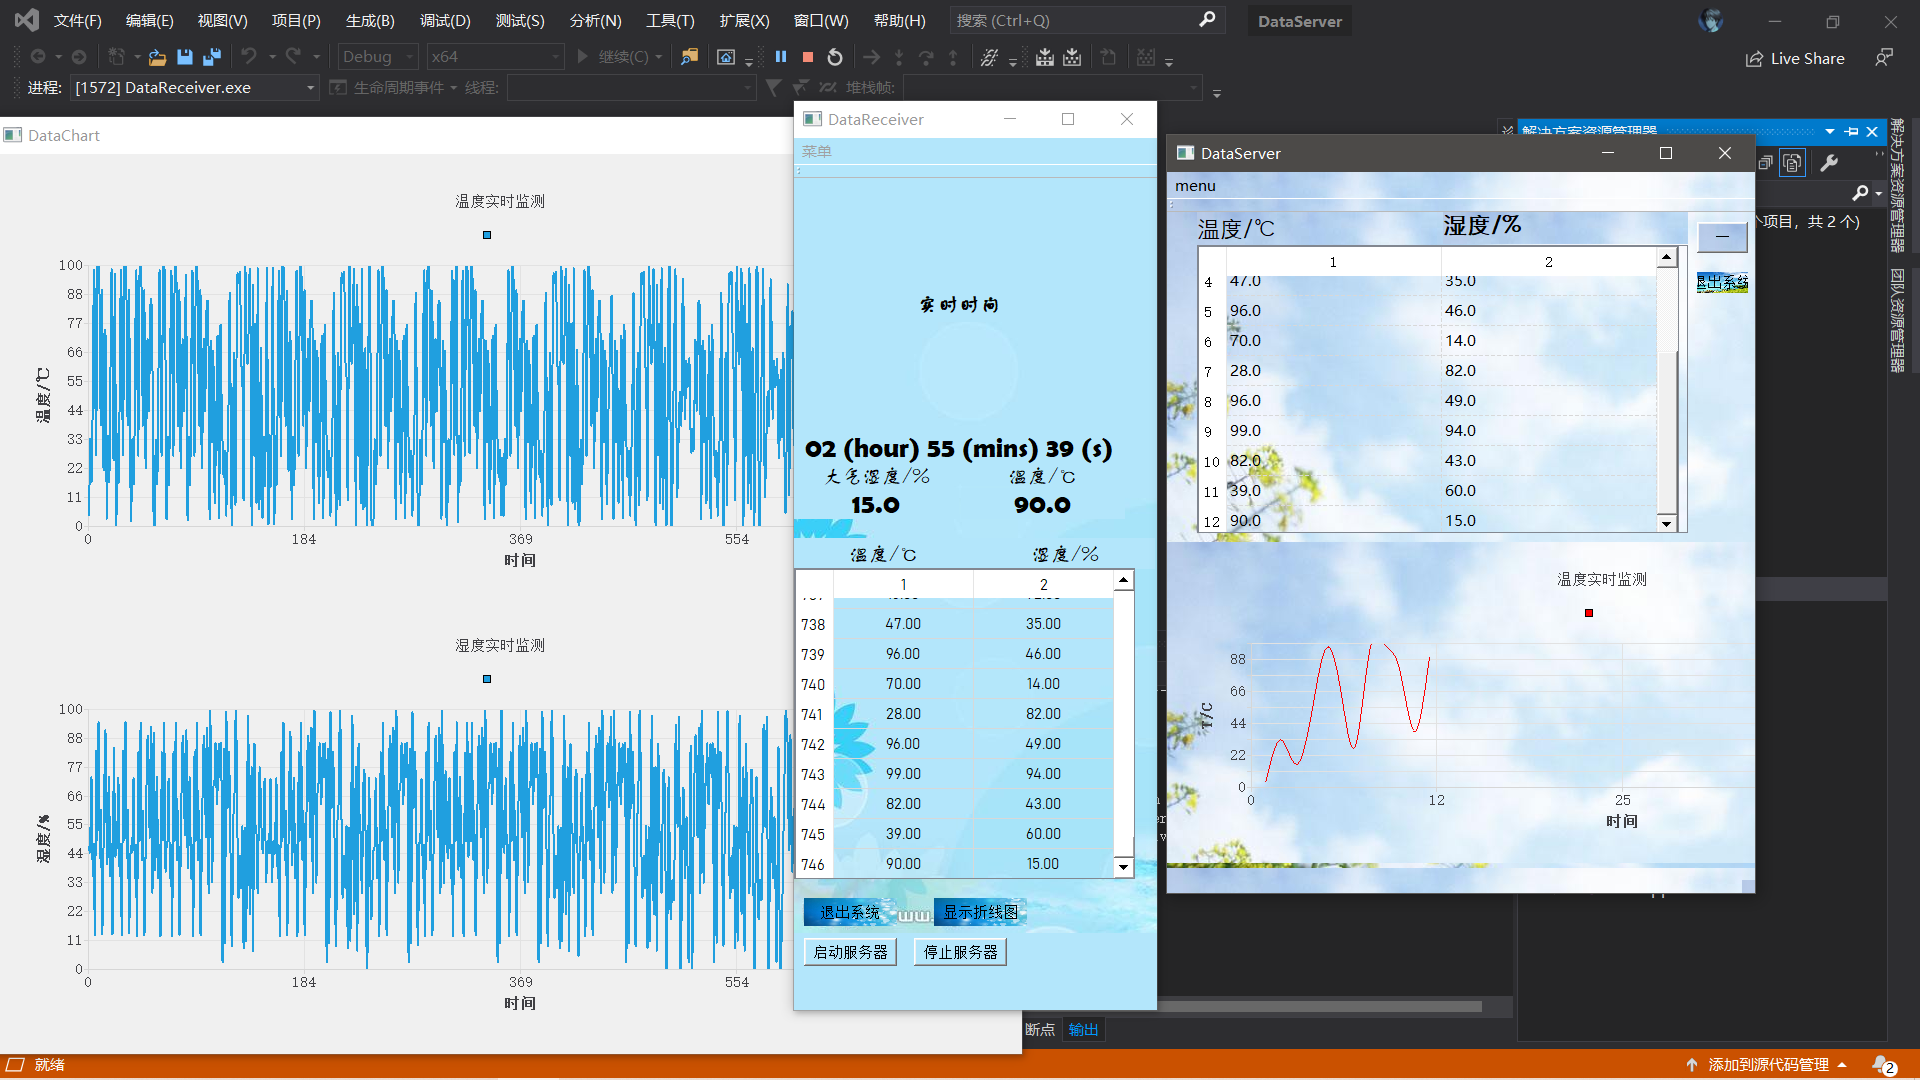 文件(F) 编辑(E) 视图(V) 项目(P) 生成(B) 调试(D) 测试(S) 分析(N) 工具(T) 扩展(X) 窗口(W) 帮助(H) 搜索 (Ctrl+Q) DataServer
Debug x64 继续(C) Live Share
进程: [1572] DataReceiver.exe 生命周期事件 线程: 堆栈帧:
DataChart
温度实时监测
100
88
77
66
55
44
33
22
11
0
温度/℃
0 184 369 554
时间
湿度实时监测
100
88
77
66
55
44
33
22
11
0
湿度/%
0 184 369 554
时间
DataReceiver
菜单
实时时间
02 (hour) 55 (mins) 39 (s)
大气湿度/% 温度/℃
15.0 90.0
温度/℃ 湿度/%
1 2
738 47.00 35.00
739 96.00 46.00
740 70.00 14.00
741 28.00 82.00
742 96.00 49.00
743 99.00 94.00
744 82.00 43.00
745 39.00 60.00
746 90.00 15.00
退出系统 ww. 显示折线图
启动服务器 停止服务器
解决方案资源管理器
DataServer
menu
温度/℃ 湿度/%
1 2
4 47.0 35.0
5 96.0 46.0
6 70.0 14.0
7 28.0 82.0
8 96.0 49.0
9 99.0 94.0
10 82.0 43.0
11 39.0 60.0
12 90.0 15.0
退出系统
温度实时监测
88
66
44
22
0
T/C
0 12 25
时间
个项目，共 2 个)
解决方案资源管理器
团队资源管理器
断点 输出
就绪 添加到源代码管理 2